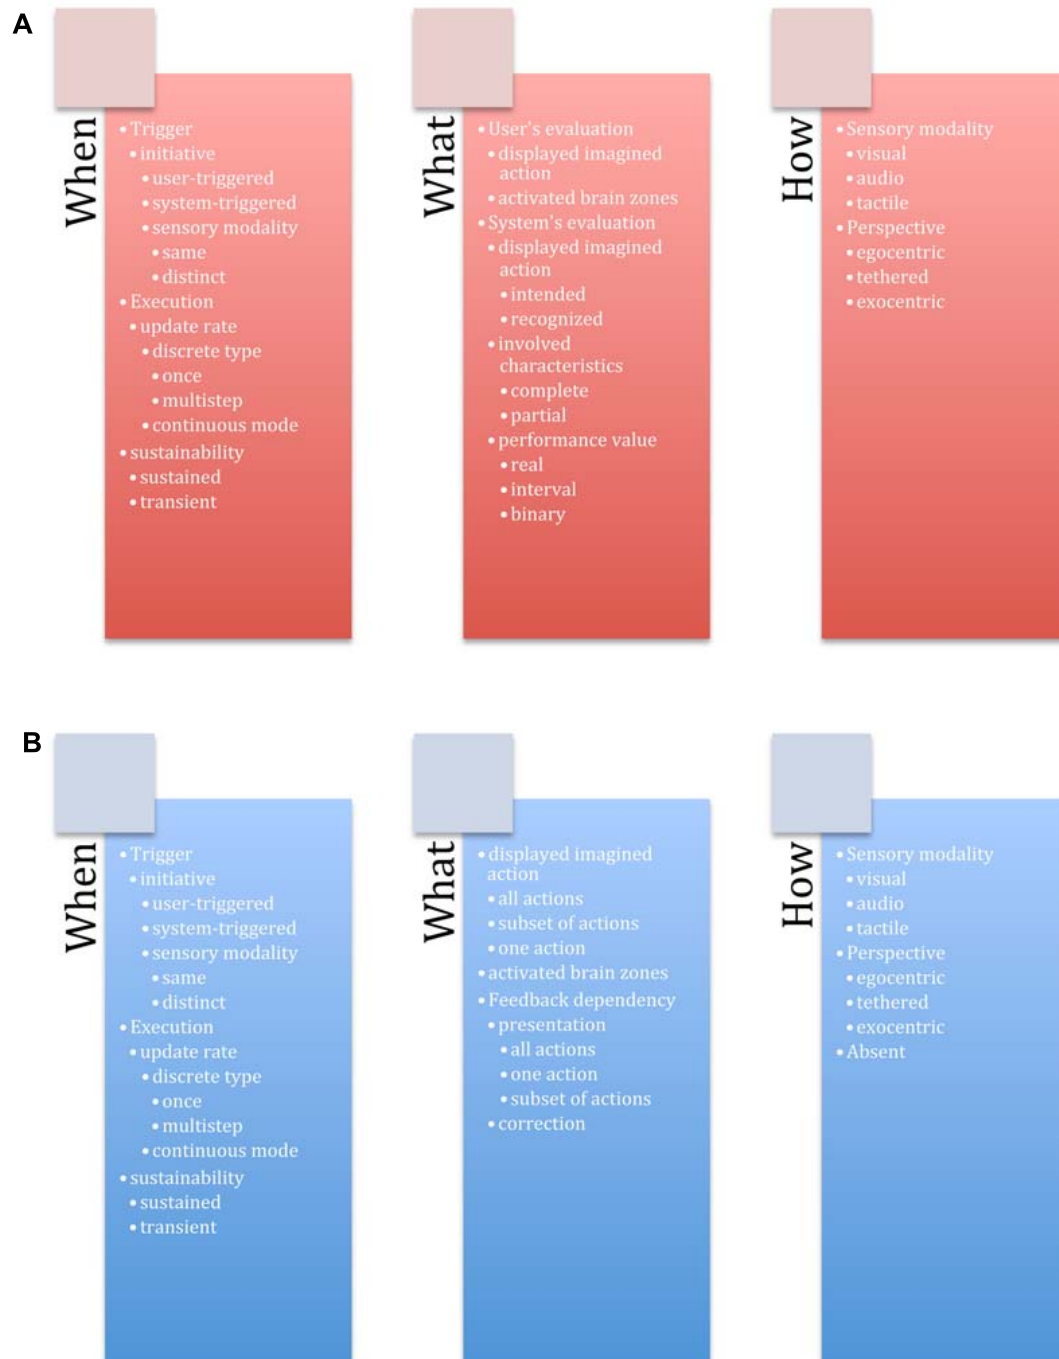 A
When
• Trigger
• initiative
• user-triggered
• system-triggered
• sensory modality
• same
• distinct
• Execution
• update rate
• discrete type
• once
• multistep
• continuous mode
• sustainability
• sustained
• transient
What
• User's evaluation
• displayed imagined
action
• activated brain zones
• System's evaluation
• displayed imagined
action
• intended
• recognized
• involved
characteristics
• complete
• partial
• performance value
• real
• interval
• binary
How
• Sensory modality
• visual
• audio
• tactile
• Perspective
• egocentric
• tethered
• exocentric
B
When
• Trigger
• initiative
• user-triggered
• system-triggered
• sensory modality
• same
• distinct
• Execution
• update rate
• discrete type
• once
• multistep
• continuous mode
• sustainability
• sustained
• transient
What
• displayed imagined
action
• all actions
• subset of actions
• one action
• activated brain zones
• Feedback dependency
• presentation
• all actions
• one action
• subset of actions
• correction
How
• Sensory modality
• visual
• audio
• tactile
• Perspective
• egocentric
• tethered
• exocentric
• Absent